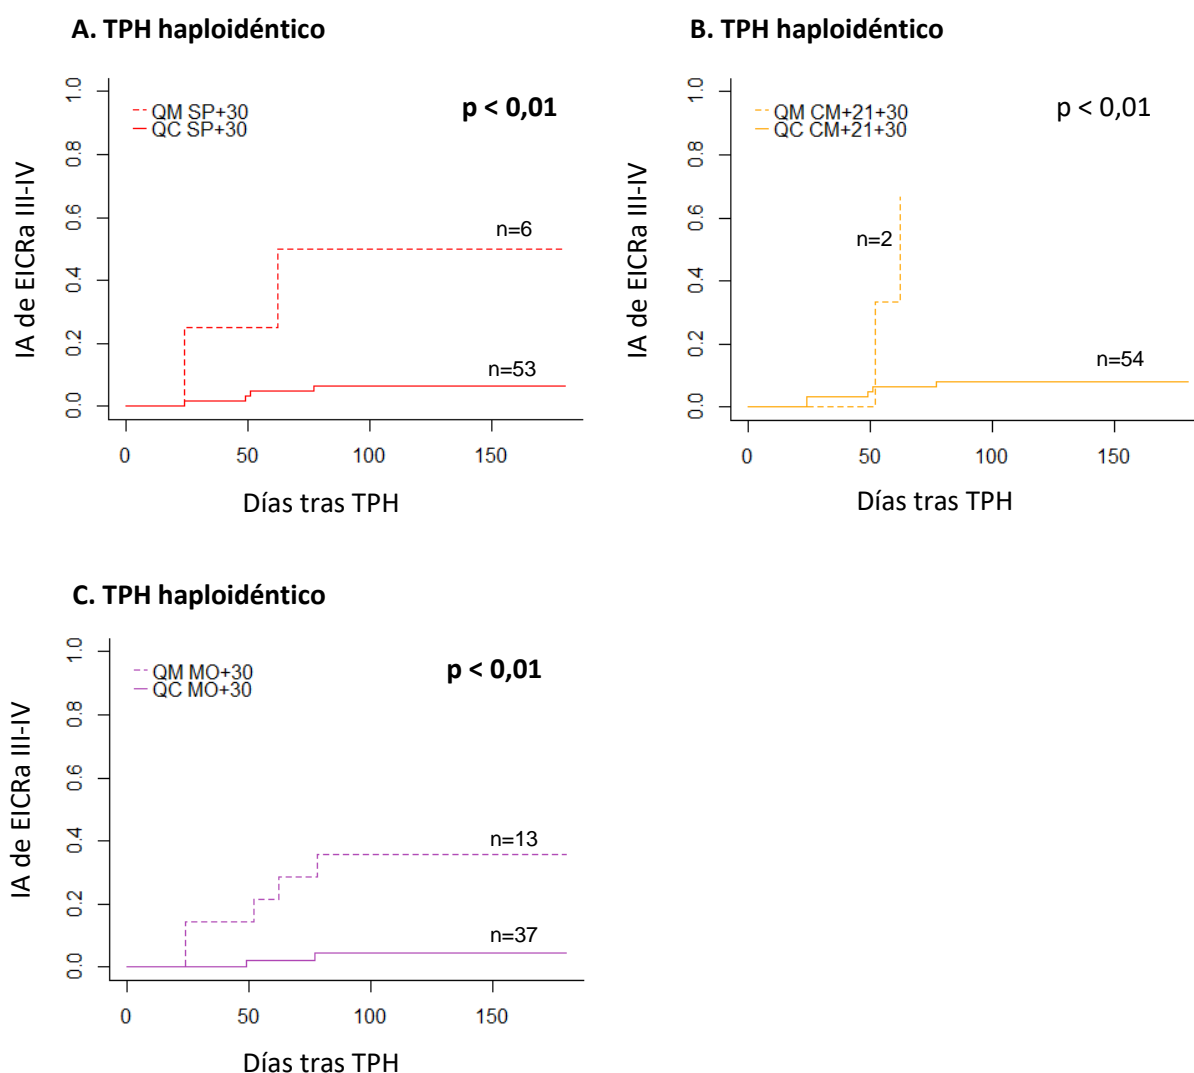 A. TPH haploidéntico
IA de EICRa III-IV
1.0
0.8
0.6
0.4
0.2
0.0
QM SP+30
QC SP+30
p < 0,01
n=6
n=53
0
50
100
150
Días tras TPH
B. TPH haploidéntico
IA de EICRa III-IV
1.0
0.8
0.6
0.4
0.2
0.0
QM CM+21+30
QC CM+21+30
p < 0,01
n=2
n=54
0
50
100
150
Días tras TPH
C. TPH haploidéntico
IA de EICRa III-IV
1.0
0.8
0.6
0.4
0.2
0.0
QM MO+30
QC MO+30
p < 0,01
n=13
n=37
0
50
100
150
Días tras TPH